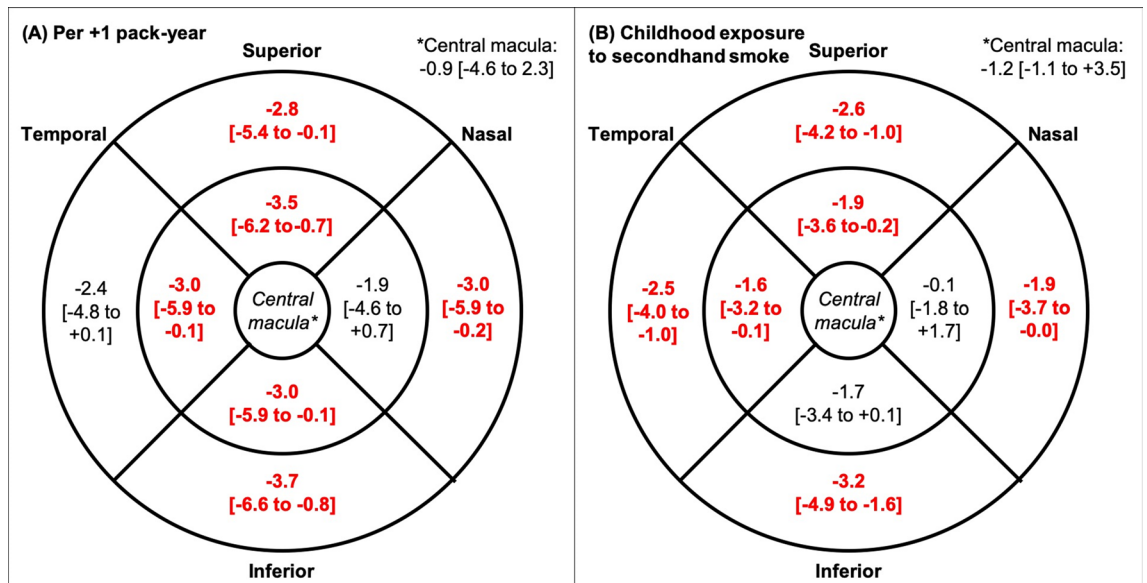 (A) Per +1 pack-year
*Central macula:
-0.9 [-4.6 to 2.3]
Superior
Temporal
Nasal
-2.8
[-5.4 to -0.1]
-3.5
[-6.2 to -0.7]
-2.4
[-4.8 to
+0.1]
-3.0
[-5.9 to
-0.1]
Central
macula*
-1.9
[-4.6 to
+0.7]
-3.0
[-5.9 to
-0.2]
-3.0
[-5.9 to -0.1]
-3.7
[-6.6 to -0.8]
Inferior
(B) Childhood exposure
to secondhand smoke
*Central macula:
-1.2 [-1.1 to +3.5]
Superior
Temporal
Nasal
-2.6
[-4.2 to -1.0]
-1.9
[-3.6 to -0.2]
-2.5
[-4.0 to
-1.0]
-1.6
[-3.2 to
-0.1]
Central
macula*
-0.1
[-1.8 to
+1.7]
-1.9
[-3.7 to
-0.0]
-1.7
[-3.4 to +0.1]
-3.2
[-4.9 to -1.6]
Inferior